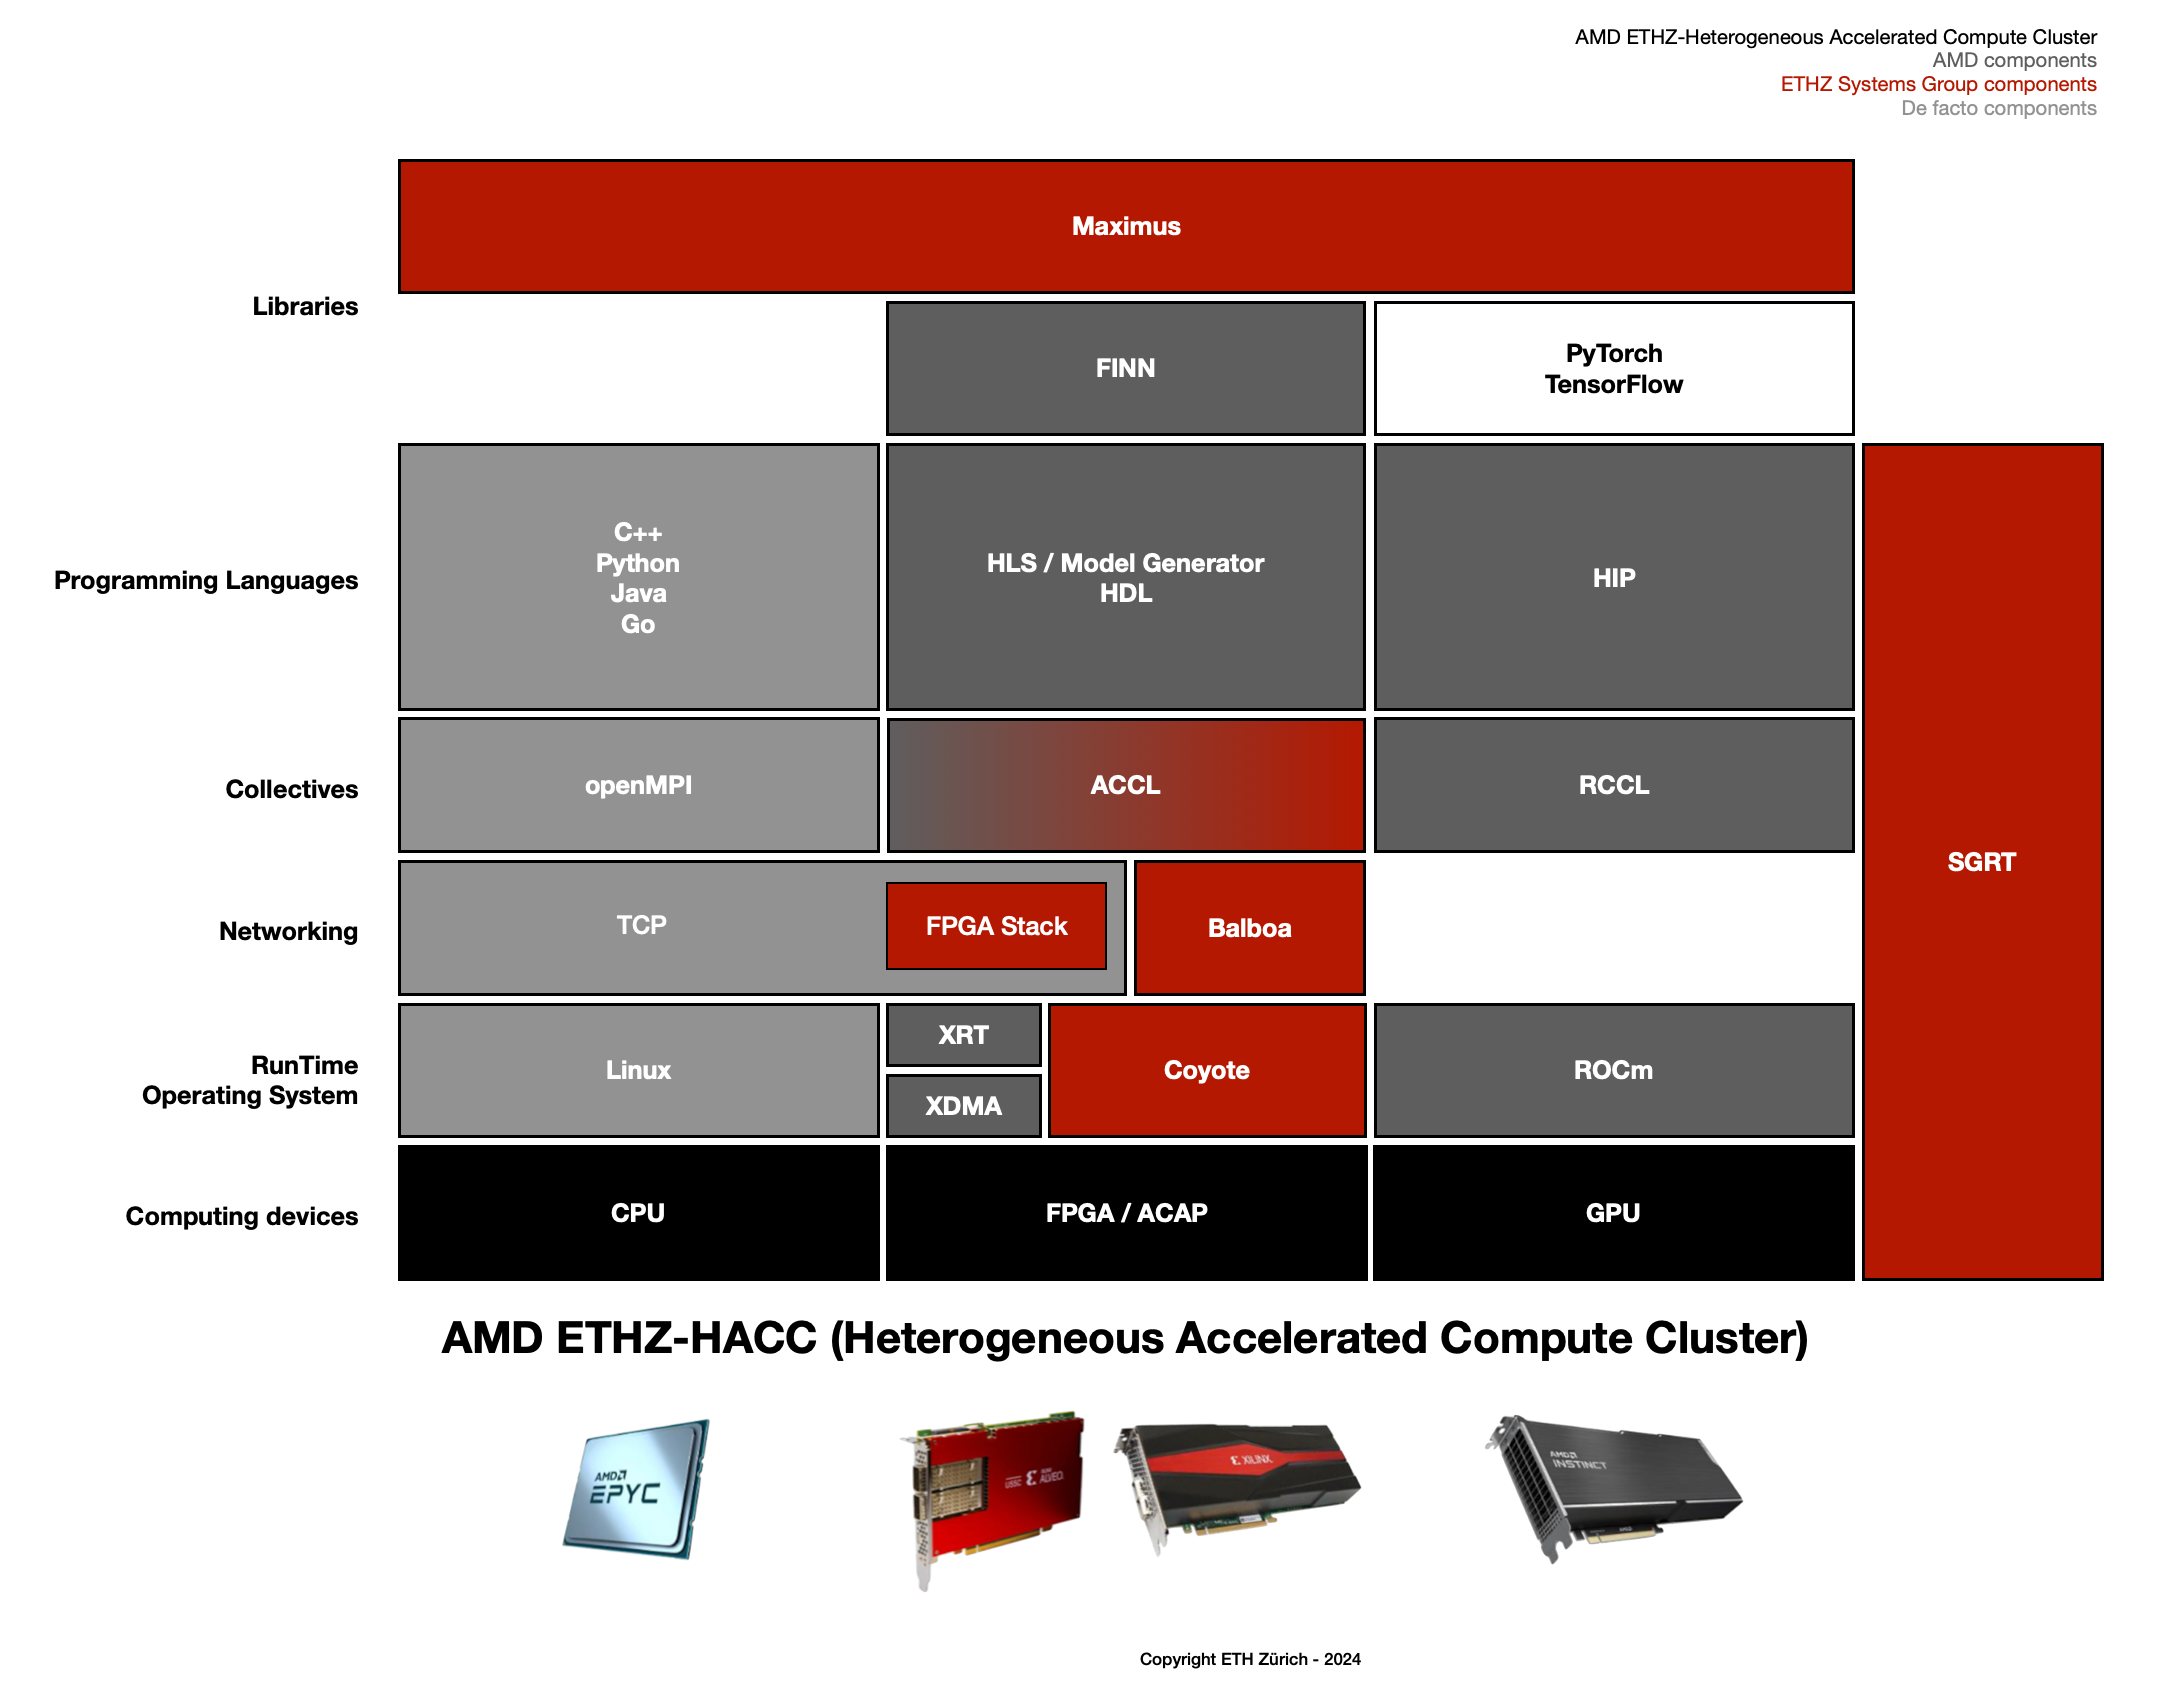 AMD ETHZ-Heterogeneous Accelerated Compute Cluster
AMD components
ETHZ Systems Group components
De facto components
Maximus
Libraries
FINN
PyTorch
TensorFlow
Programming Languages
C++
Python
Java
Go
HLS / Model Generator
HDL
HIP
Collectives
openMPI
ACCL
RCCL
SGRT
Networking
TCP
FPGA Stack
Balboa
RunTime
Operating System
Linux
XRT
XDMA
Coyote
ROCm
Computing devices
CPU
FPGA / ACAP
GPU
AMD ETHZ-HACC (Heterogeneous Accelerated Compute Cluster)
AMD
EPYC
ALVEO
XILINX
AMD
INSTINCT
Copyright ETH Zürich - 2024